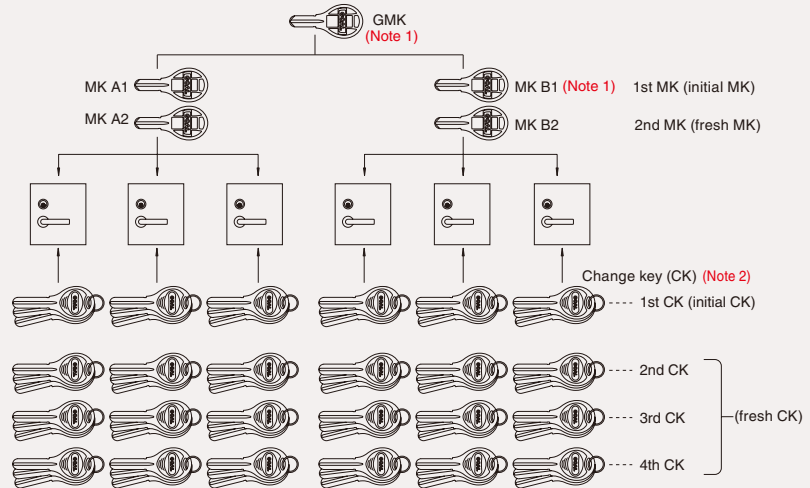 GMK
(Note 1)
MK A1
MK B1 (Note 1) 1st MK (initial MK)
MK A2
MK B2 2nd MK (fresh MK)
Change key (CK) (Note 2)
1st CK (initial CK)
2nd CK
3rd CK
(fresh CK)
4th CK